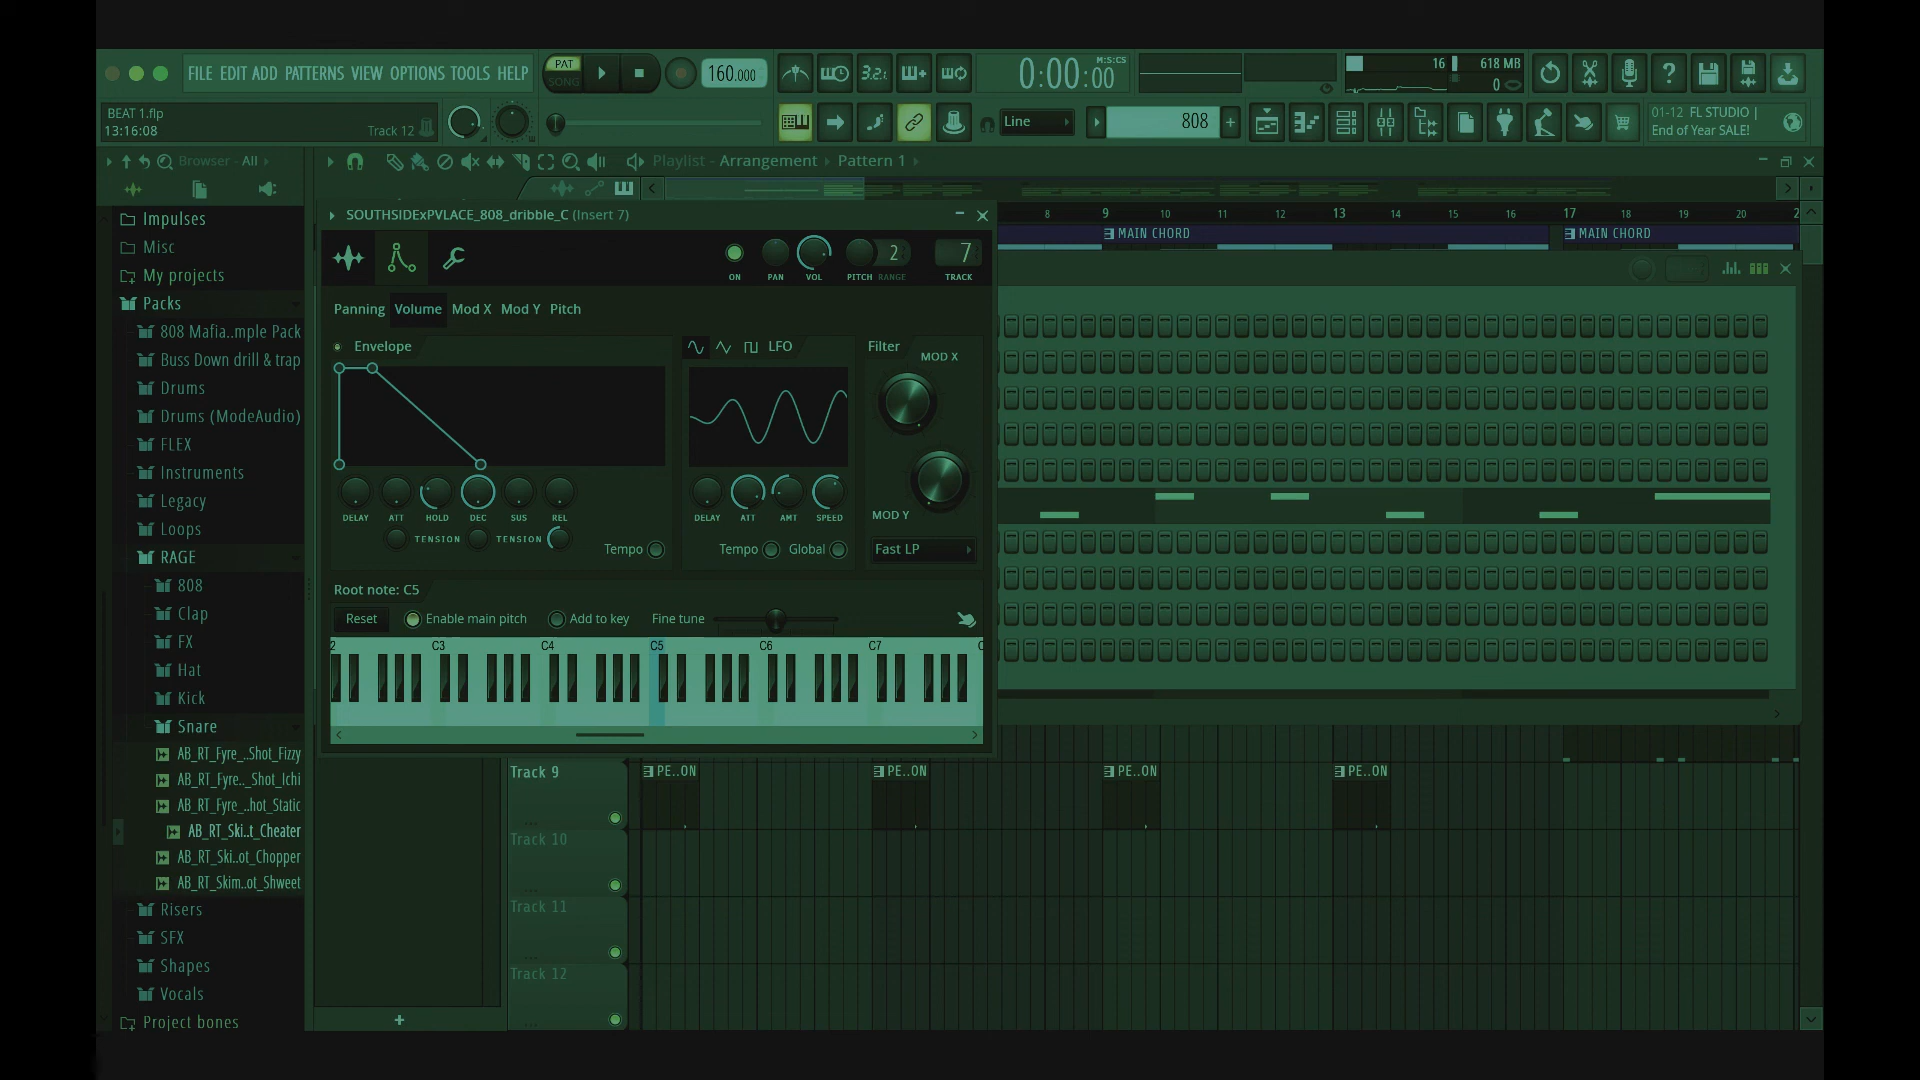 FILE EDIT ADD PATTERNS VIEW OPTIONS TOOLS HELP
PAT
SONG
160.000
3.2.
0:00:00
M:S:CS
16
618 MB
0
BEAT 1.flp
13:16:08
Track 12
Line
808
01-12 FL STUDIO |
End of Year SALE!
Browser - All
Playlist - Arrangement › Pattern 1
Impulses
Misc
My projects
Packs
808 Mafia..mple Pack
Buss Down drill & trap
Drums
Drums (ModeAudio)
FLEX
Instruments
Legacy
Loops
RAGE
808
Clap
FX
Hat
Kick
Snare
AB_RT_Fyre_..Shot_Fizzy
AB_RT_Fyre.._Shot_Ichi
AB_RT_Fyre_..hot_Static
AB_RT_Ski..t_Cheater
AB_RT_Ski..ot_Chopper
AB_RT_Skim..ot_Shweet
Risers
SFX
Shapes
Vocals
Project bones
SOUTHSIDExPVLACE_808_dribble_C (Insert 7)
2
7
ON
PAN
VOL
PITCH
RANGE
TRACK
Panning Volume Mod X Mod Y Pitch
Envelope
LFO
Filter
MOD X
DELAY
ATT
HOLD
DEC
SUS
REL
DELAY
ATT
AMT
SPEED
MOD Y
TENSION
TENSION
Tempo
Tempo
Global
Fast LP
Root note: C5
Reset
Enable main pitch
Add to key
Fine tune
2
C3
C4
C5
C6
C7
C
8 9 10 11 12 13 14 15 16 17 18 19 20 2
MAIN CHORD
MAIN CHORD
Track 9
PE..ON
PE..ON
PE..ON
PE..ON
Track 10
Track 11
Track 12